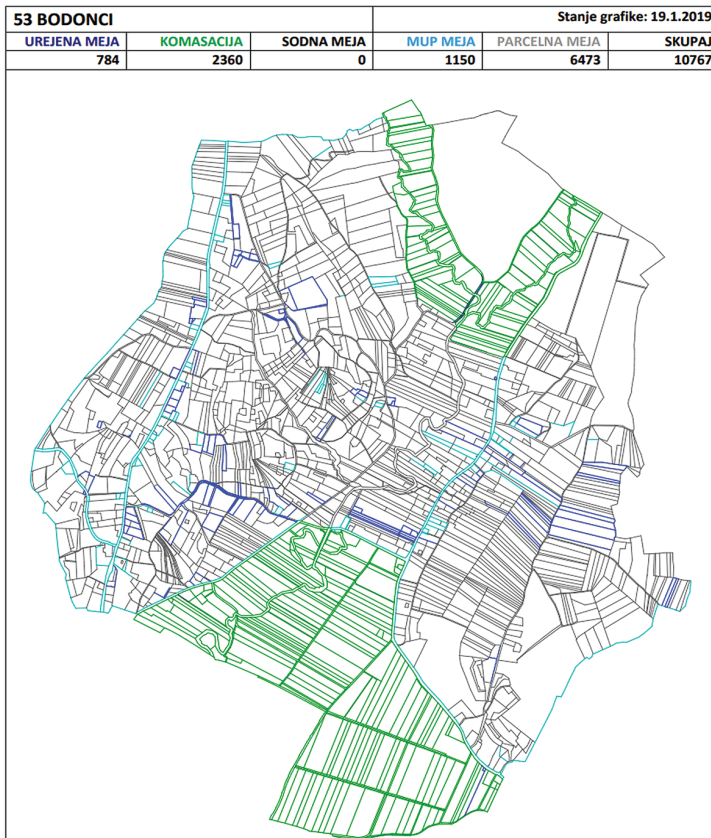 53 BODONCI Stanje grafike: 19.1.2019
UREJENA MEJA KOMASACIJA SODNA MEJA MUP MEJA PARCELNA MEJA SKUPAJ
784 2360 0 1150 6473 10767